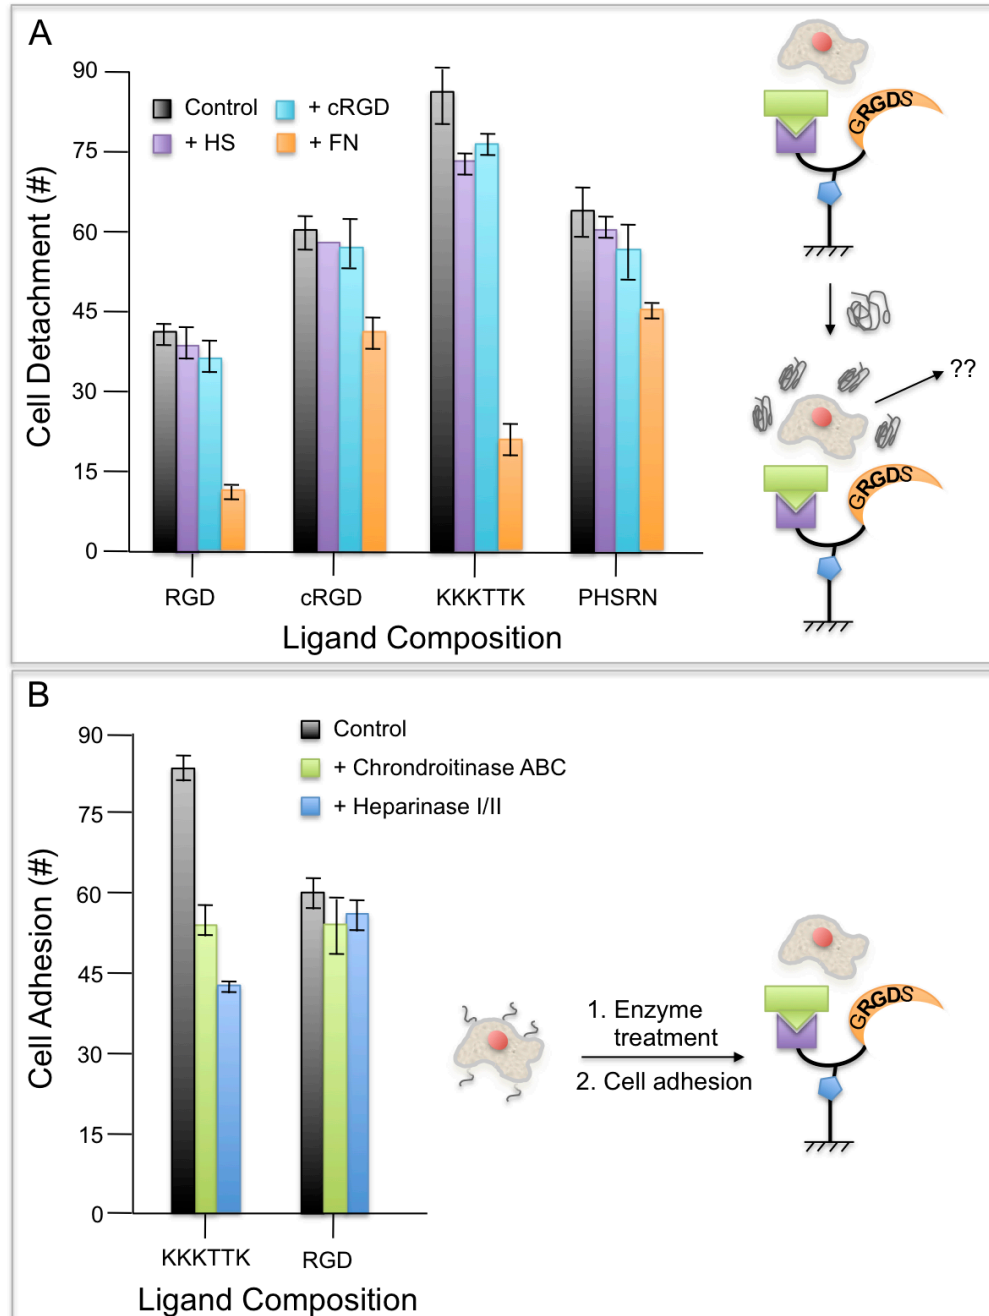 A
90
75
60
45
30
15
0
Cell Detachment (#)
Control
+ cRGD
+ HS
+ FN
RGD
cRGD
KKKTTK
PHSRN
Ligand Composition
GRGDS
??
GRGDS
B
90
75
60
45
30
15
0
Cell Adhesion (#)
Control
+ Chrondroitinase ABC
+ Heparinase I/II
KKKTTK
RGD
Ligand Composition
1. Enzyme
treatment
2. Cell adhesion
GRGDS